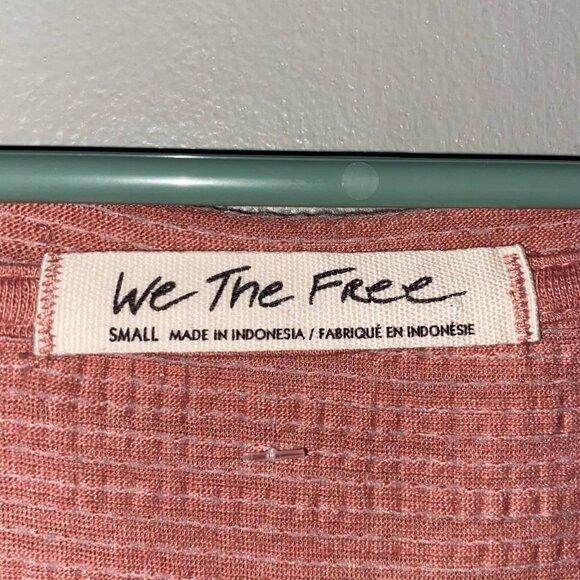 We The Free
SMALL MADE IN INDONESIA / FABRIQUÉ EN INDONÉSIE